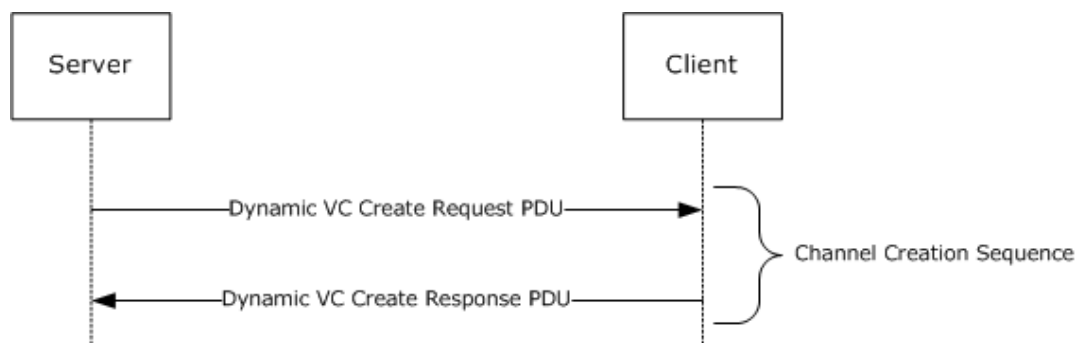 Server
Client
Dynamic VC Create Request PDU
Channel Creation Sequence
Dynamic VC Create Response PDU